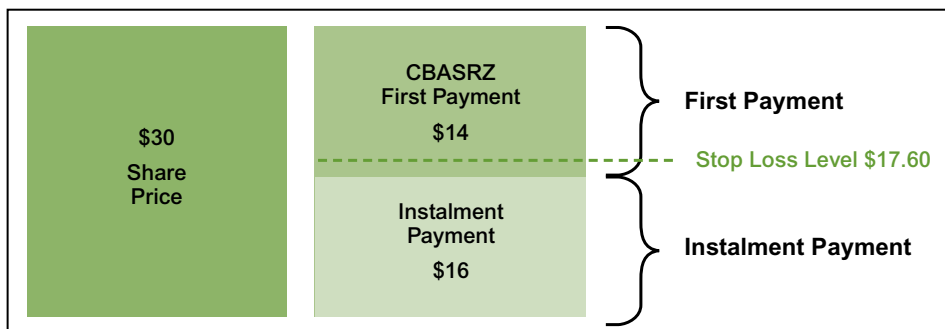 $30
Share
Price
CBASRZ
First Payment
$14
First Payment
Stop Loss Level $17.60
Instalment
Payment
$16
Instalment Payment